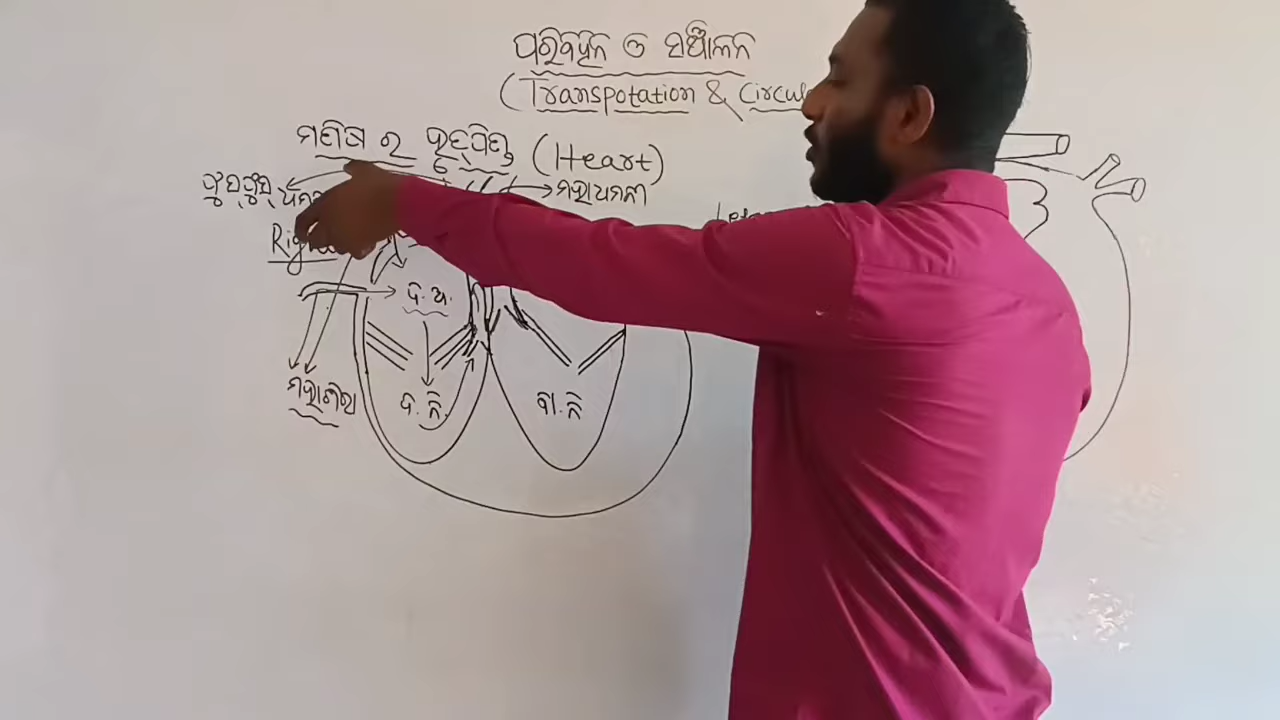 ପରିବହନ ଓ ସଞ୍ଚାଳନ
(Transpotation & Circul
ମଣିଷ ର ହୃତ୍‌ପିଣ୍ଡ (Heart)
ଫୁସ୍‌ଫୁସ୍
ମହାଧମନୀ
ଦ.ଅ.
ମହାଶିରା
ଦ.ନି.
ବା.ନି